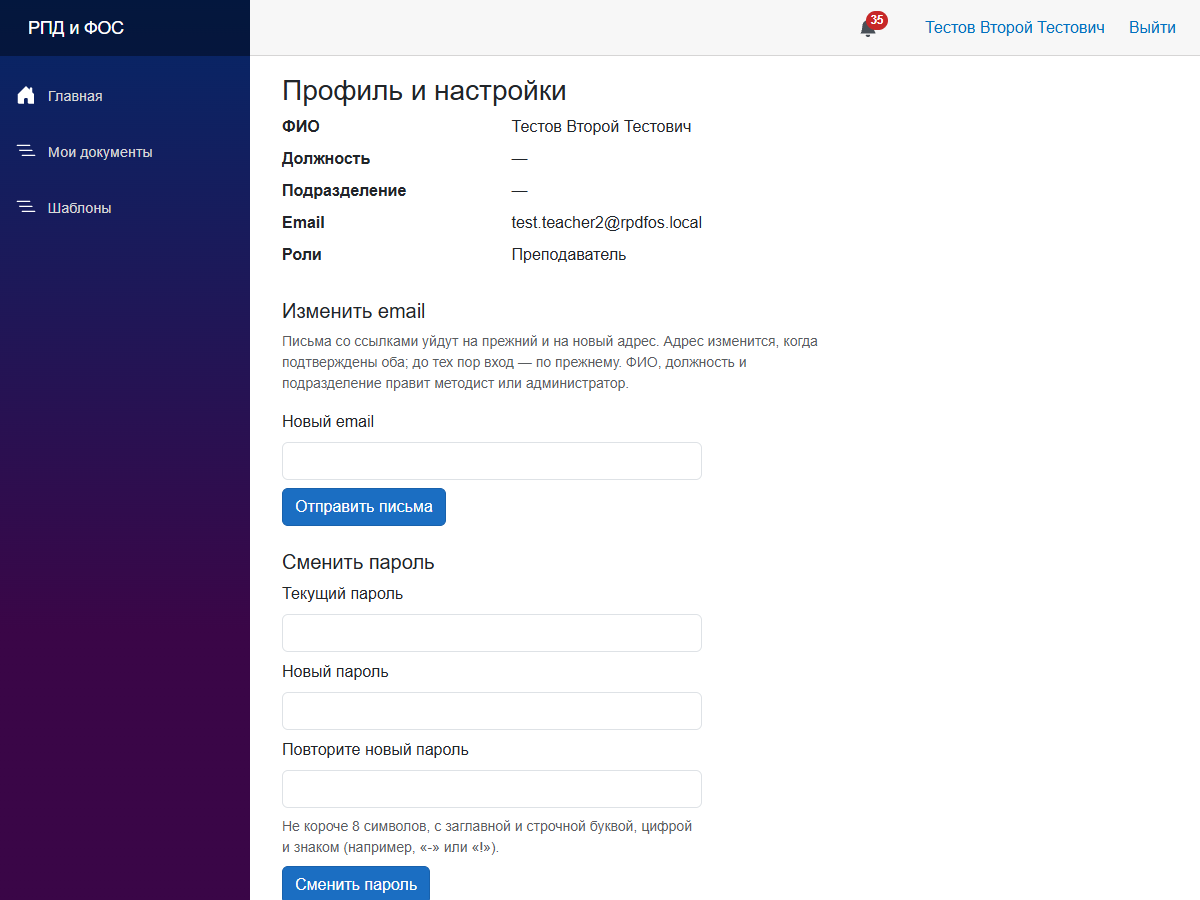 РПД и ФОС
35
Тестов Второй Тестович
Выйти
Главная
Мои документы
Шаблоны
Профиль и настройки
ФИО Тестов Второй Тестович
Должность —
Подразделение —
Email test.teacher2@rpdfos.local
Роли Преподаватель
Изменить email
Письма со ссылками уйдут на прежний и на новый адрес. Адрес изменится, когда
подтверждены оба; до тех пор вход — по прежнему. ФИО, должность и
подразделение правит методист или администратор.
Новый email
Отправить письма
Сменить пароль
Текущий пароль
Новый пароль
Повторите новый пароль
Не короче 8 символов, с заглавной и строчной буквой, цифрой
и знаком (например, «-» или «!»).
Сменить пароль